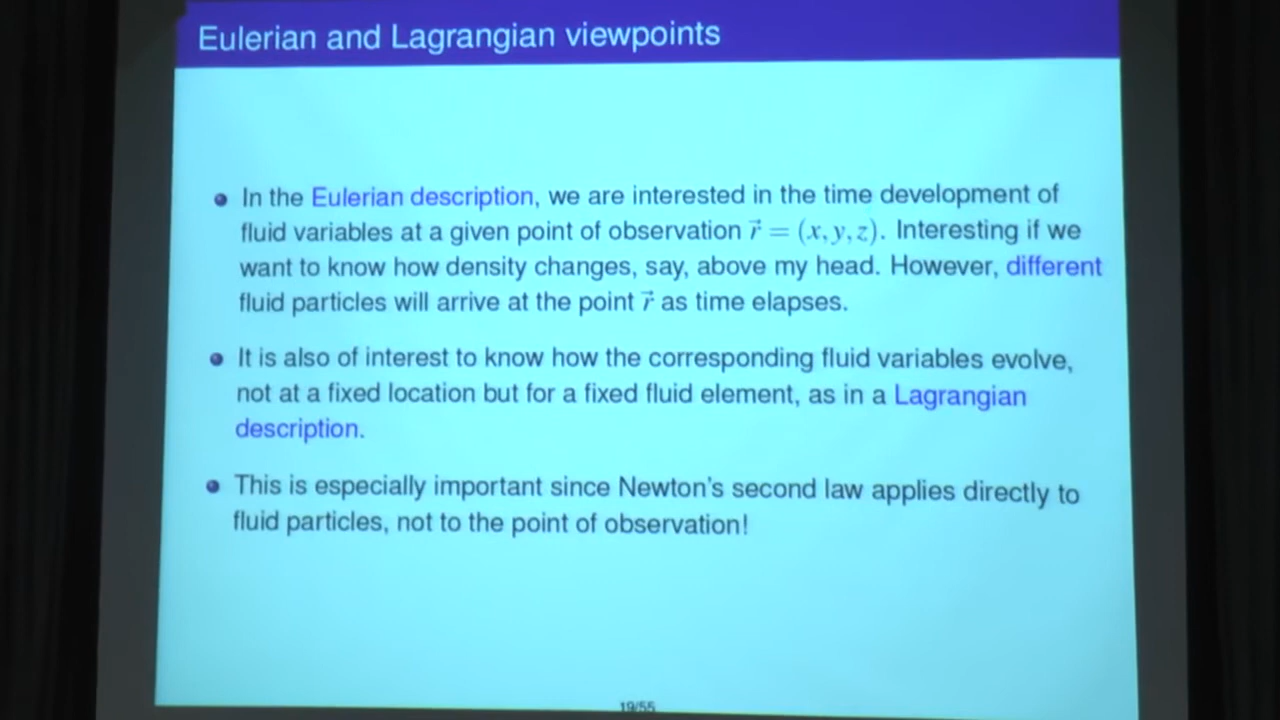 Eulerian and Lagrangian viewpoints
In the Eulerian description, we are interested in the time development of
fluid variables at a given point of observation r⃗ = (x, y, z). Interesting if we
want to know how density changes, say, above my head. However, different
fluid particles will arrive at the point r⃗ as time elapses.
It is also of interest to know how the corresponding fluid variables evolve,
not at a fixed location but for a fixed fluid element, as in a Lagrangian
description.
This is especially important since Newton's second law applies directly to
fluid particles, not to the point of observation!
19/55